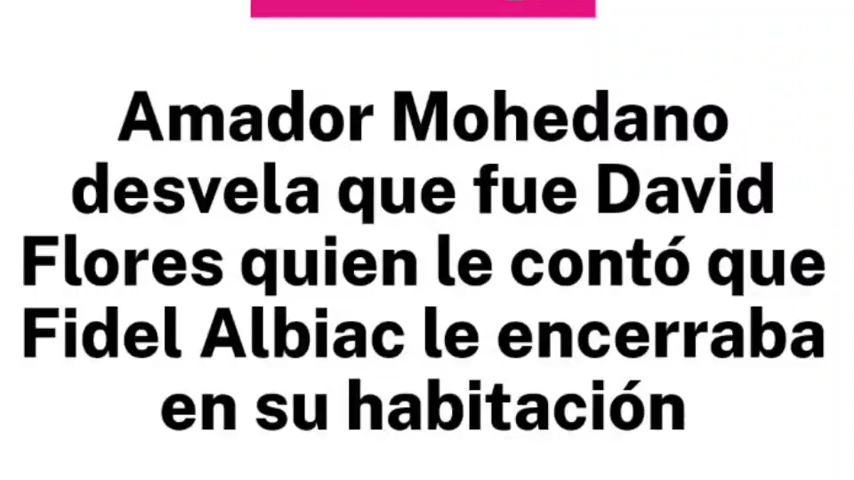 Amador Mohedano
desvela que fue David
Flores quien le contó que
Fidel Albiac le encerraba
en su habitación